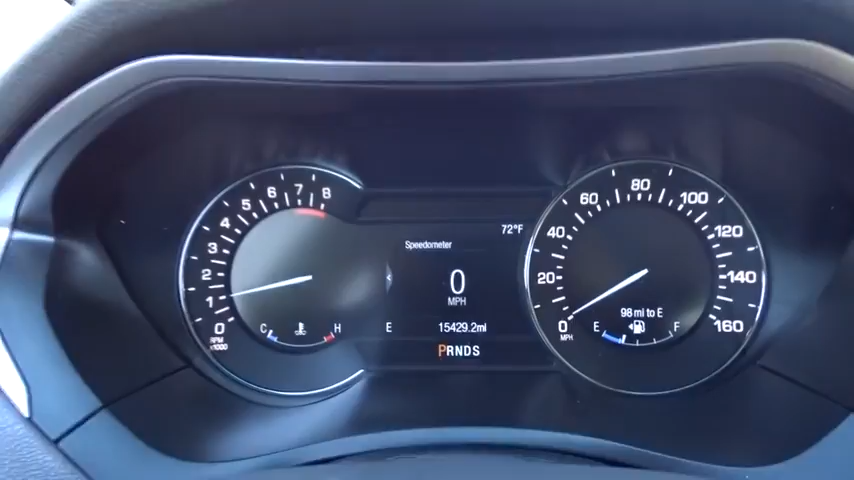 0
1
2
3
4
5
6
7
8
RPM
x1000
C
H
72°F
Speedometer
0
MPH
E
15429.2mi
PRNDS
0
20
40
60
80
100
120
140
160
MPH
98 mi to E
E
F